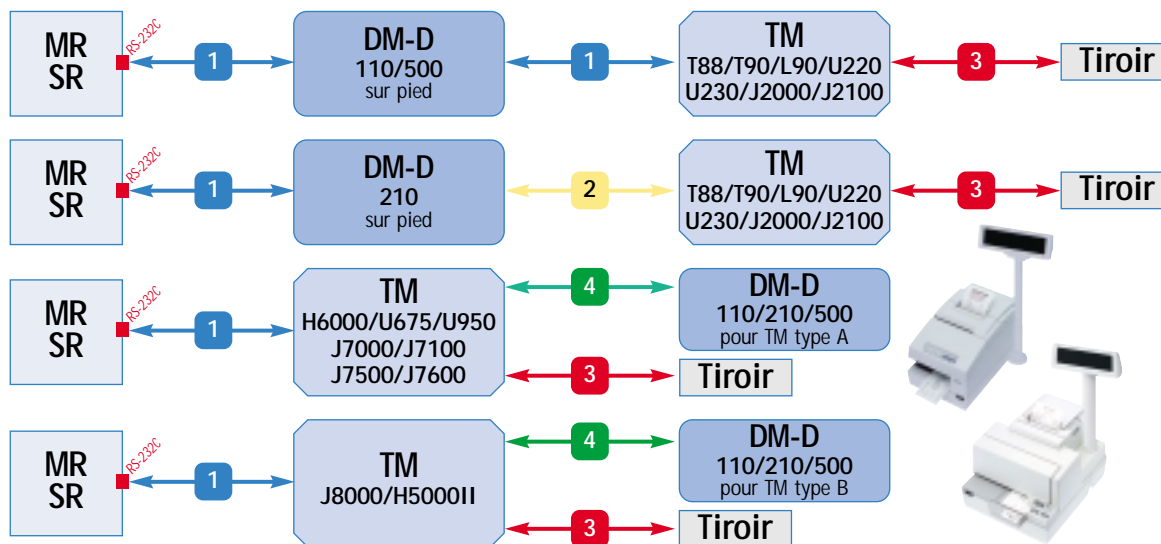 MR
SR
RS-232C
1
DM-D
110/500
sur pied
1
TM
T88/T90/L90/U220
U230/J2000/J2100
3
Tiroir
MR
SR
RS-232C
1
DM-D
210
sur pied
2
TM
T88/T90/L90/U220
U230/J2000/J2100
3
Tiroir
MR
SR
RS-232C
1
TM
H6000/U675/U950
J7000/J7100
J7500/J7600
4
DM-D
110/210/500
pour TM type A
3
Tiroir
MR
SR
RS-232C
1
TM
J8000/H5000II
4
DM-D
110/210/500
pour TM type B
3
Tiroir